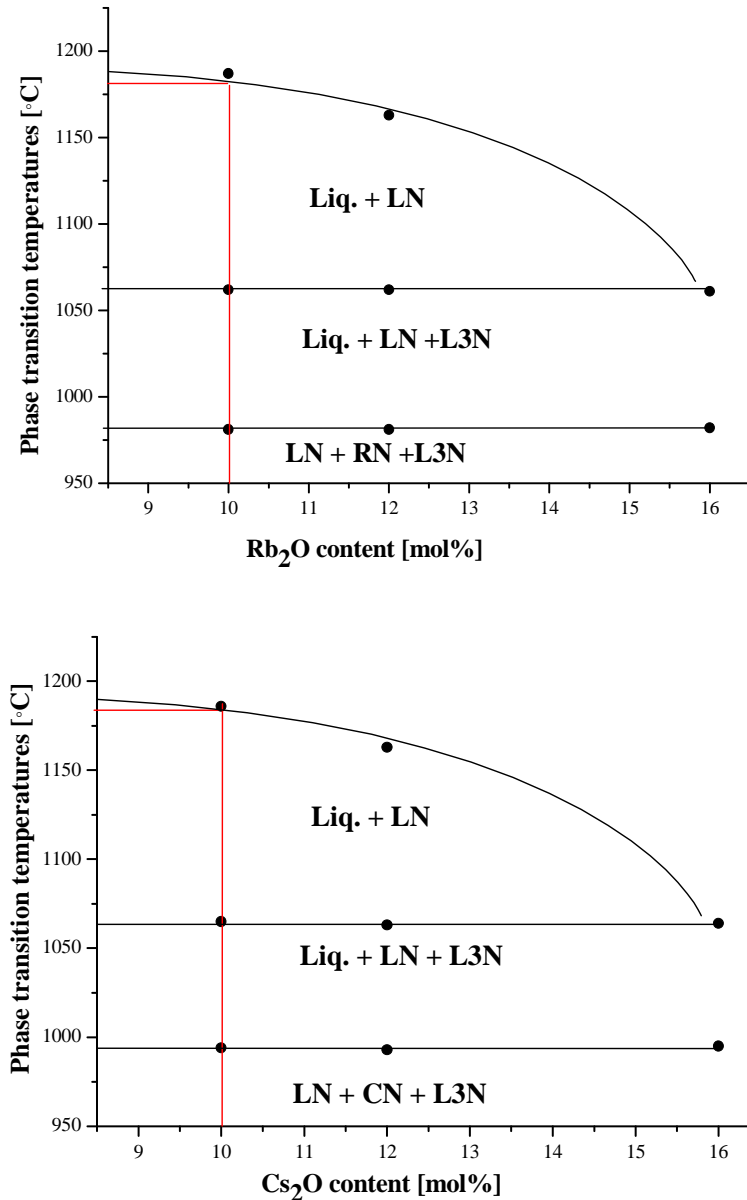 1200
1150
1100
1050
1000
950
Phase transition temperatures [°C]
Liq. + LN
Liq. + LN +L3N
LN + RN +L3N
9 10 11 12 13 14 15 16
Rb2O content [mol%]
1200
1150
1100
1050
1000
950
Phase transition temperatures [°C]
Liq. + LN
Liq. + LN + L3N
LN + CN + L3N
9 10 11 12 13 14 15 16
Cs2O content [mol%]